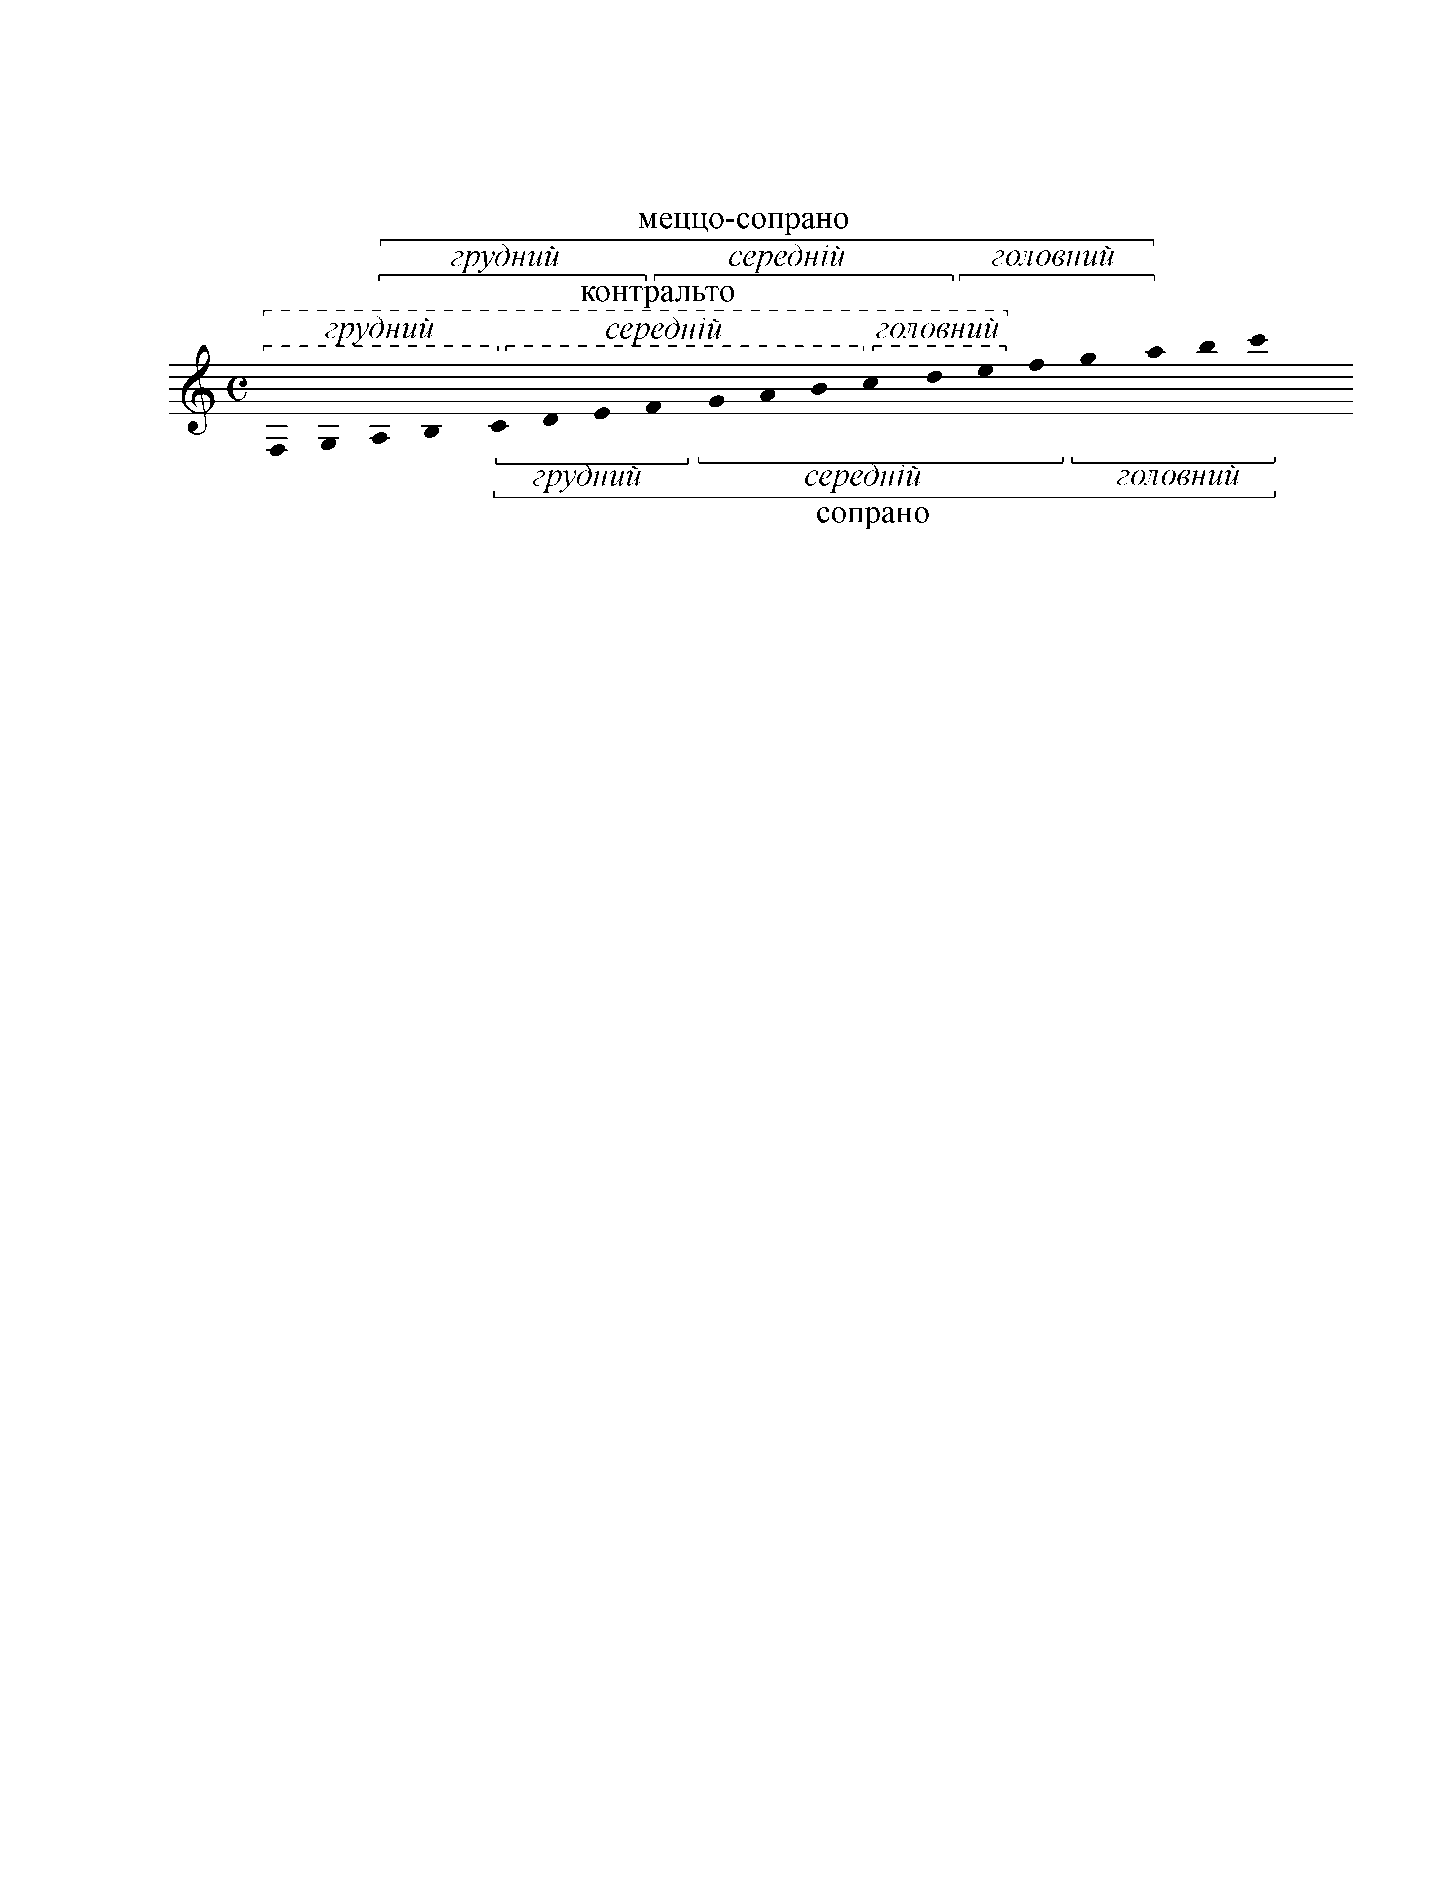 меццо-сопрано
грудний середній головний
контральто
грудний середній головний
грудний середній головний
сопрано